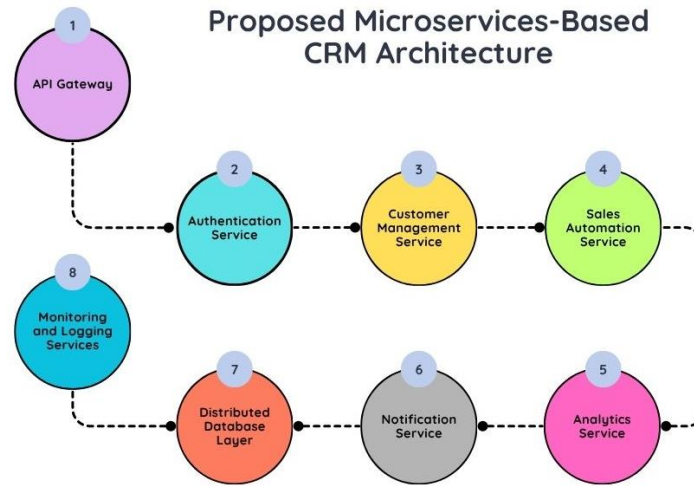 Proposed Microservices-Based
CRM Architecture
1
API Gateway
2
Authentication
Service
3
Customer
Management
Service
4
Sales
Automation
Service
8
Monitoring
and Logging
Services
7
Distributed
Database
Layer
6
Notification
Service
5
Analytics
Service